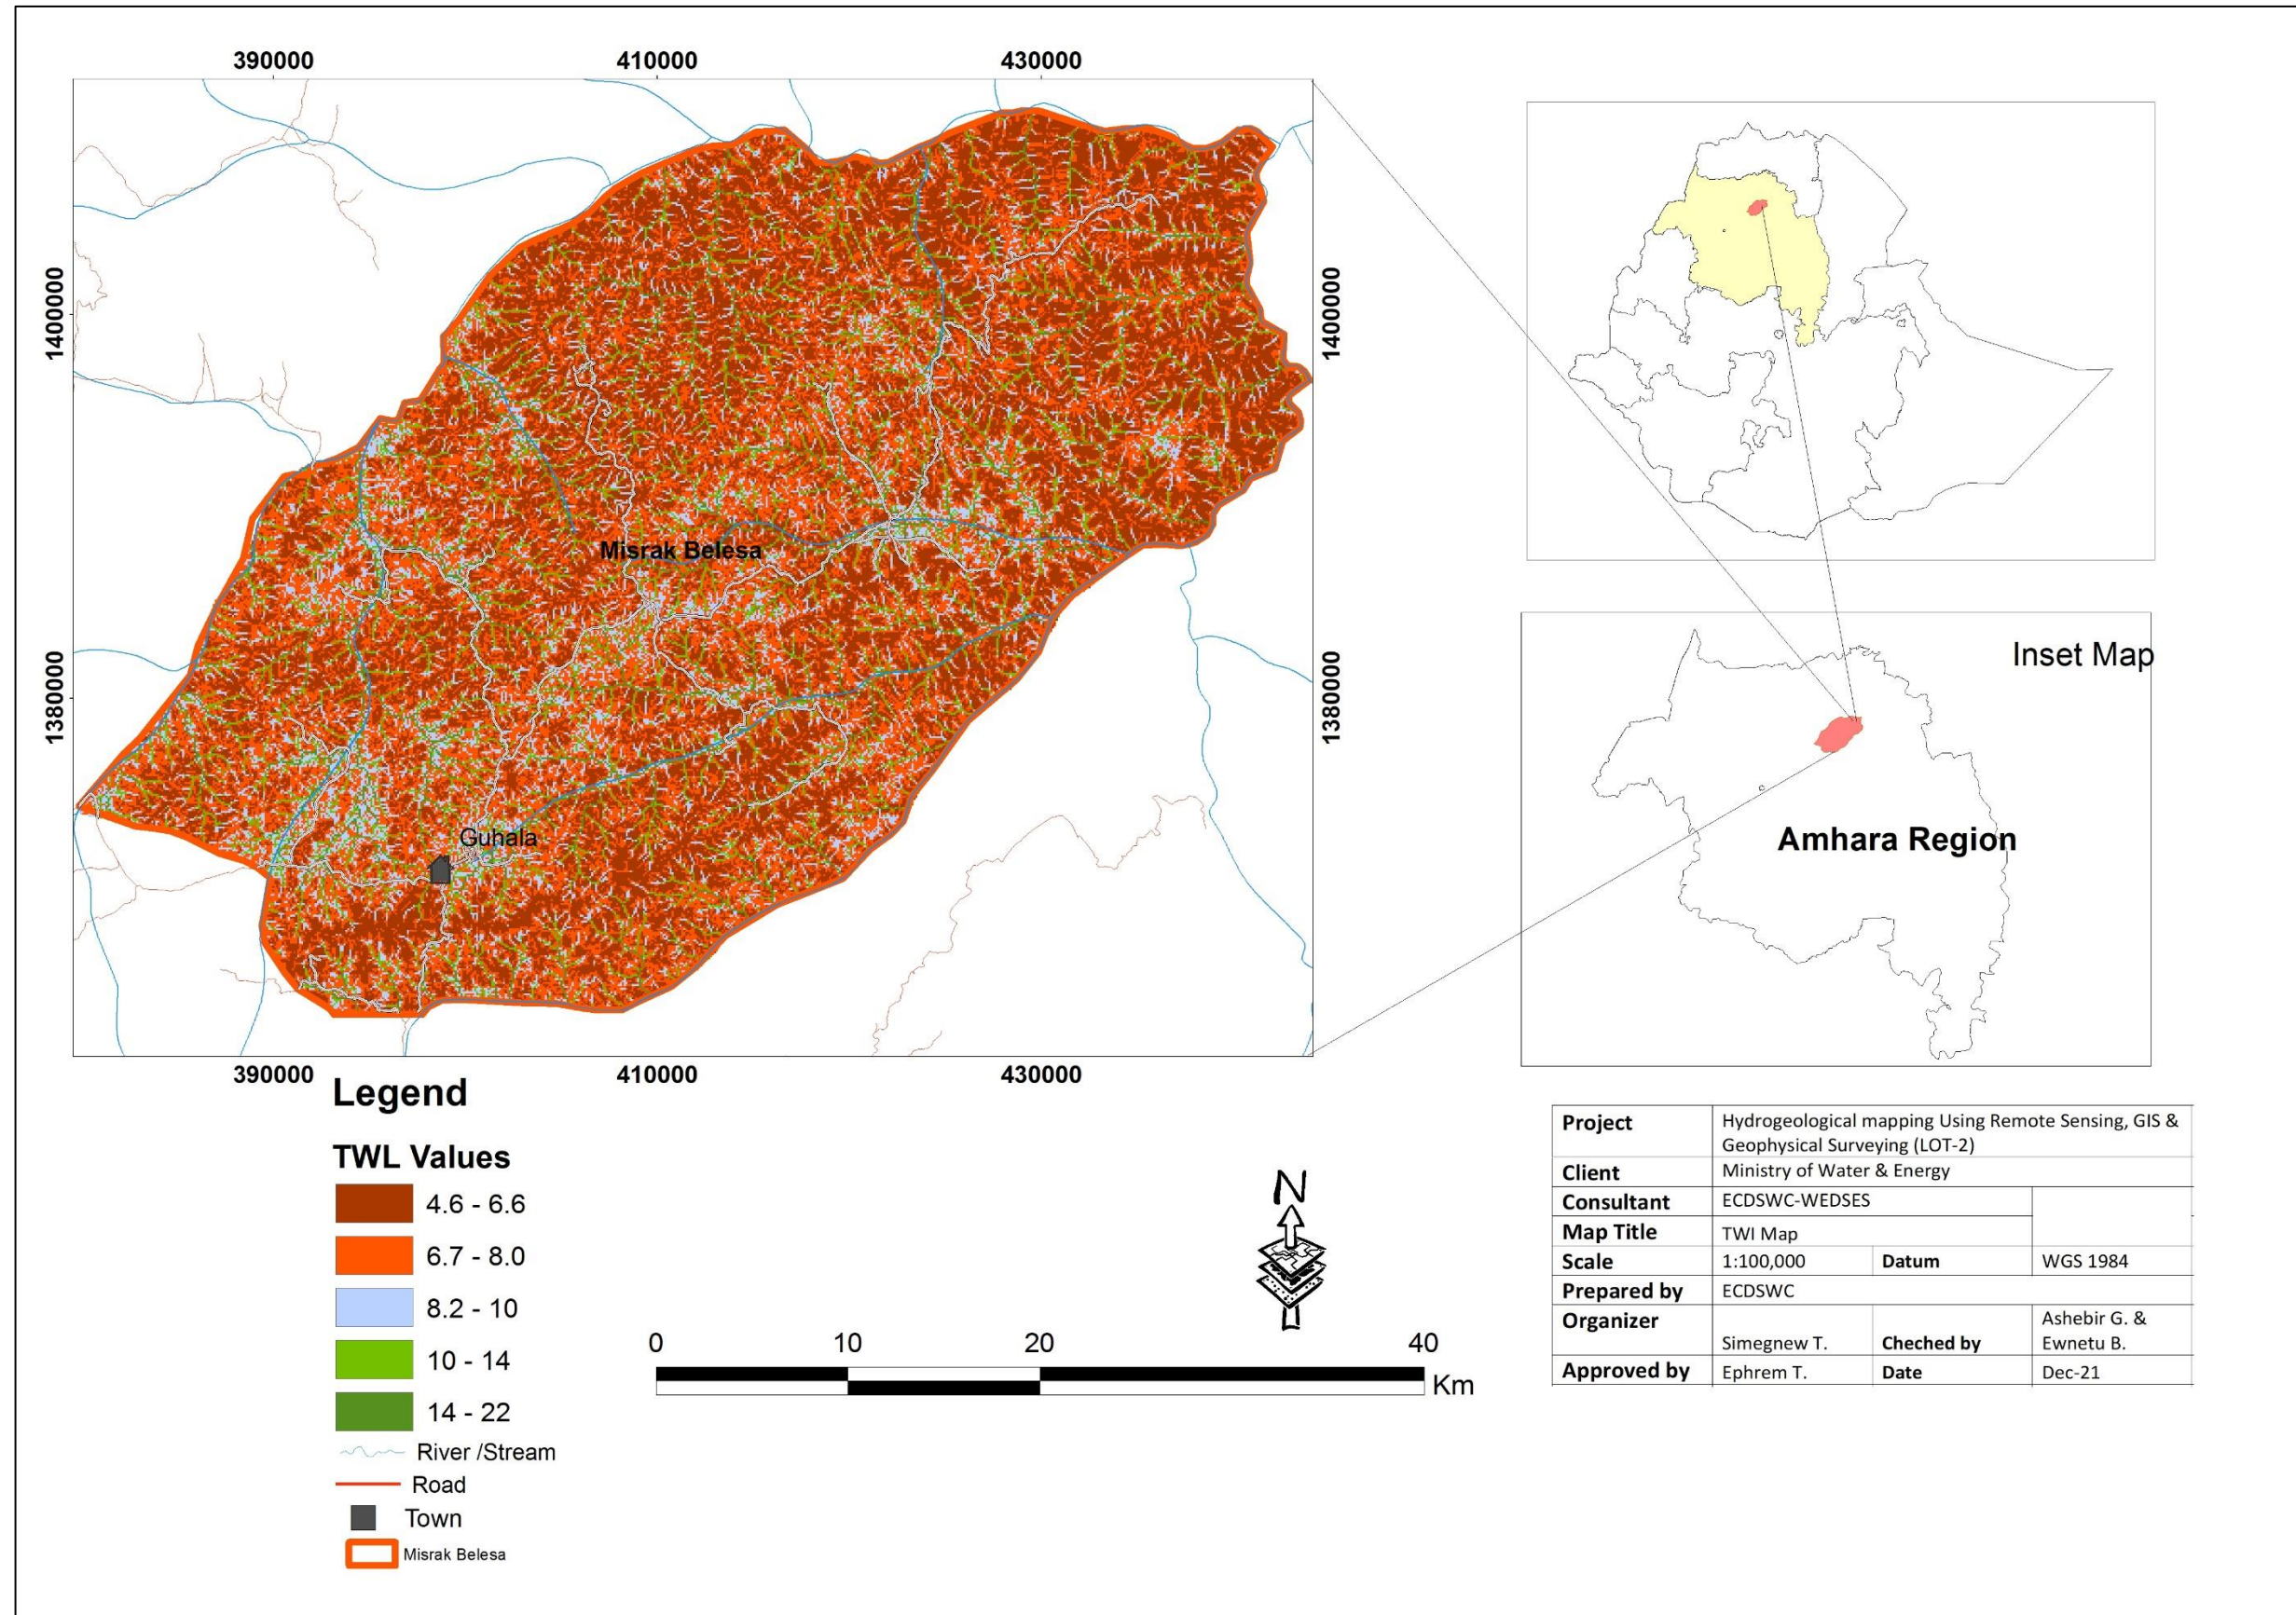 390000 410000 430000
1400000
1380000
1400000
1380000
Misrak Belesa
Guhala
390000 410000 430000
Inset Map
Amhara Region
Legend
TWL Values
4.6 - 6.6
6.7 - 8.0
8.2 - 10
10 - 14
14 - 22
River /Stream
Road
Town
Misrak Belesa
N
0 10 20 40
Km
Project Hydrogeological mapping Using Remote Sensing, GIS &
Geophysical Surveying (LOT-2)
Client Ministry of Water & Energy
Consultant ECDSWC-WEDSES
Map Title TWI Map
Scale 1:100,000 Datum WGS 1984
Prepared by ECDSWC
Organizer Simegnew T. Cheched by Ashebir G. &
Ewnetu B.
Approved by Ephrem T. Date Dec-21